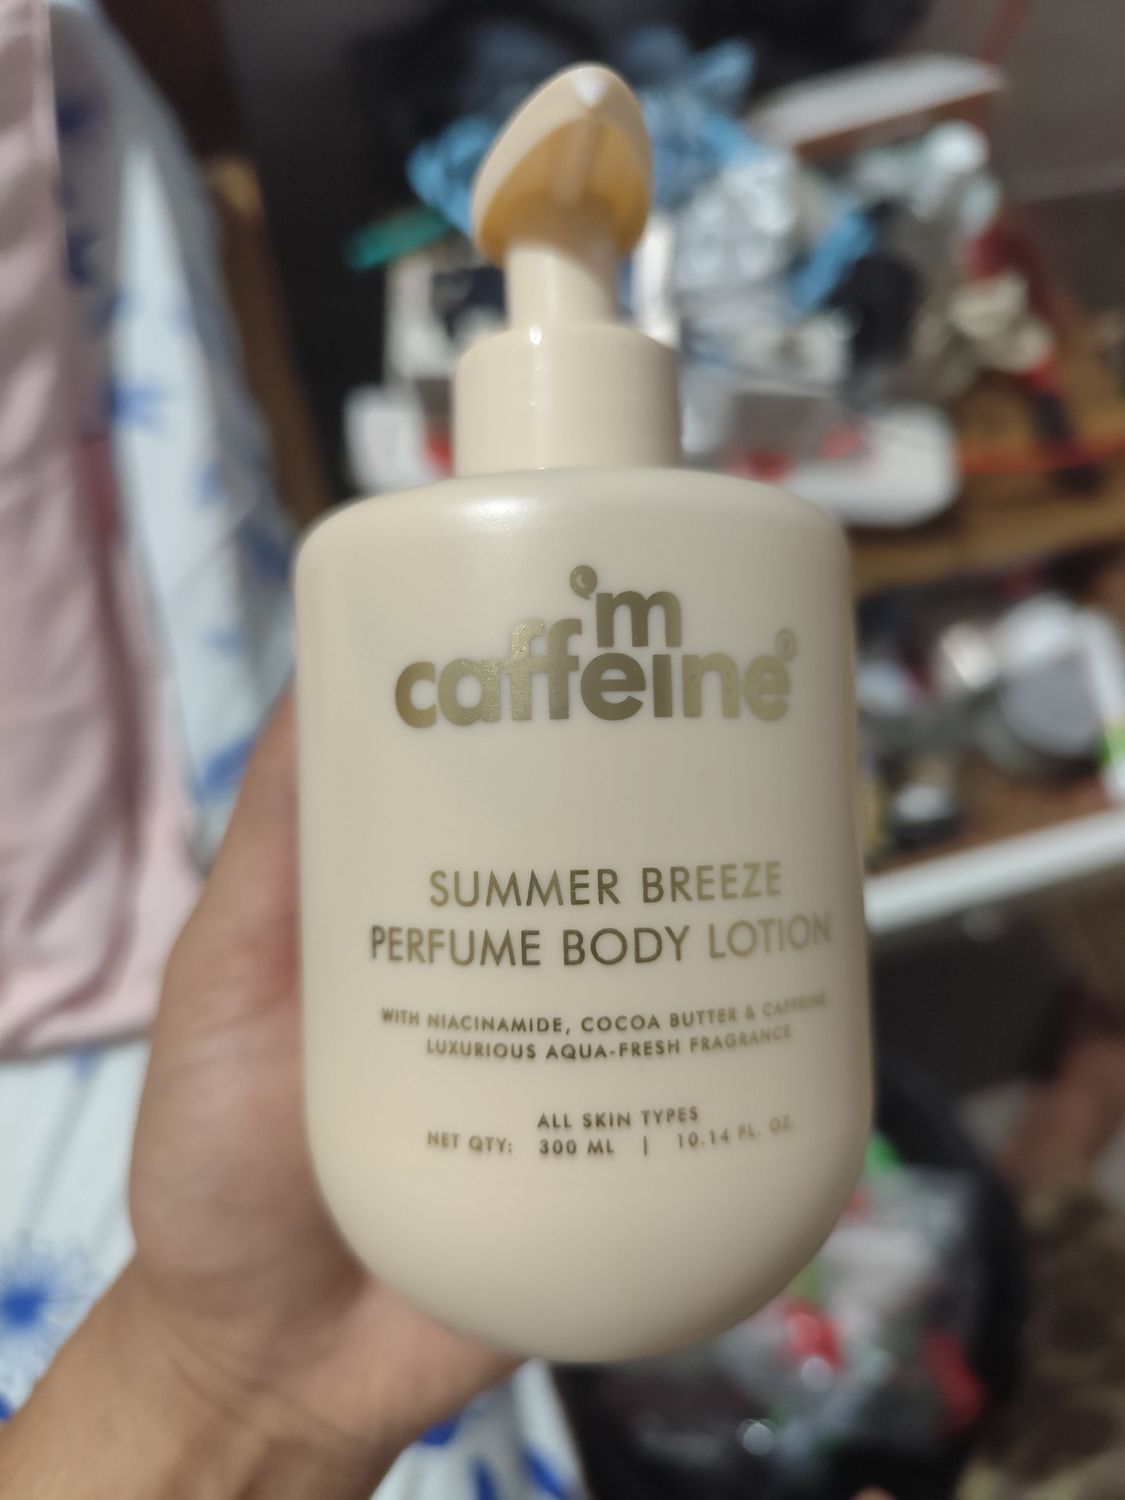 'm
caffeine®
SUMMER BREEZE
PERFUME BODY LOTION
WITH NIACINAMIDE, COCOA BUTTER & CAFFEINE
LUXURIOUS AQUA-FRESH FRAGRANCE
ALL SKIN TYPES
NET QTY: 300 ML | 10.14 FL. OZ.